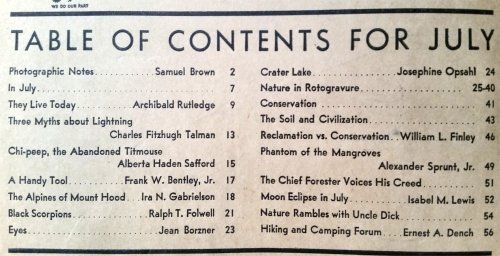 WE DO OUR PART
TABLE OF CONTENTS FOR JULY
Photographic Notes.............Samuel Brown 2
In July........................... 7
They Live Today..........Archibald Rutledge 9
Three Myths about Lightning
Charles Fitzhugh Talman 13
Chi-peep, the Abandoned Titmouse
Alberta Haden Safford 15
A Handy Tool.........Frank W. Bentley, Jr. 17
The Alpines of Mount Hood....Ira N. Gabrielson 18
Black Scorpions............Ralph T. Folwell 21
Eyes.....................Jean Borzner 23
Crater Lake.............Josephine Opsahl 24
Nature in Rotogravure..............25-40
Conservation....................... 41
The Soil and Civilization.............. 43
Reclamation vs. Conservation..William L. Finley 46
Phantom of the Mangroves
Alexander Sprunt, Jr. 49
The Chief Forester Voices His Creed........ 51
Moon Eclipse in July..........Isabel M. Lewis 52
Nature Rambles with Uncle Dick.......... 54
Hiking and Camping Forum....Ernest A. Dench 56